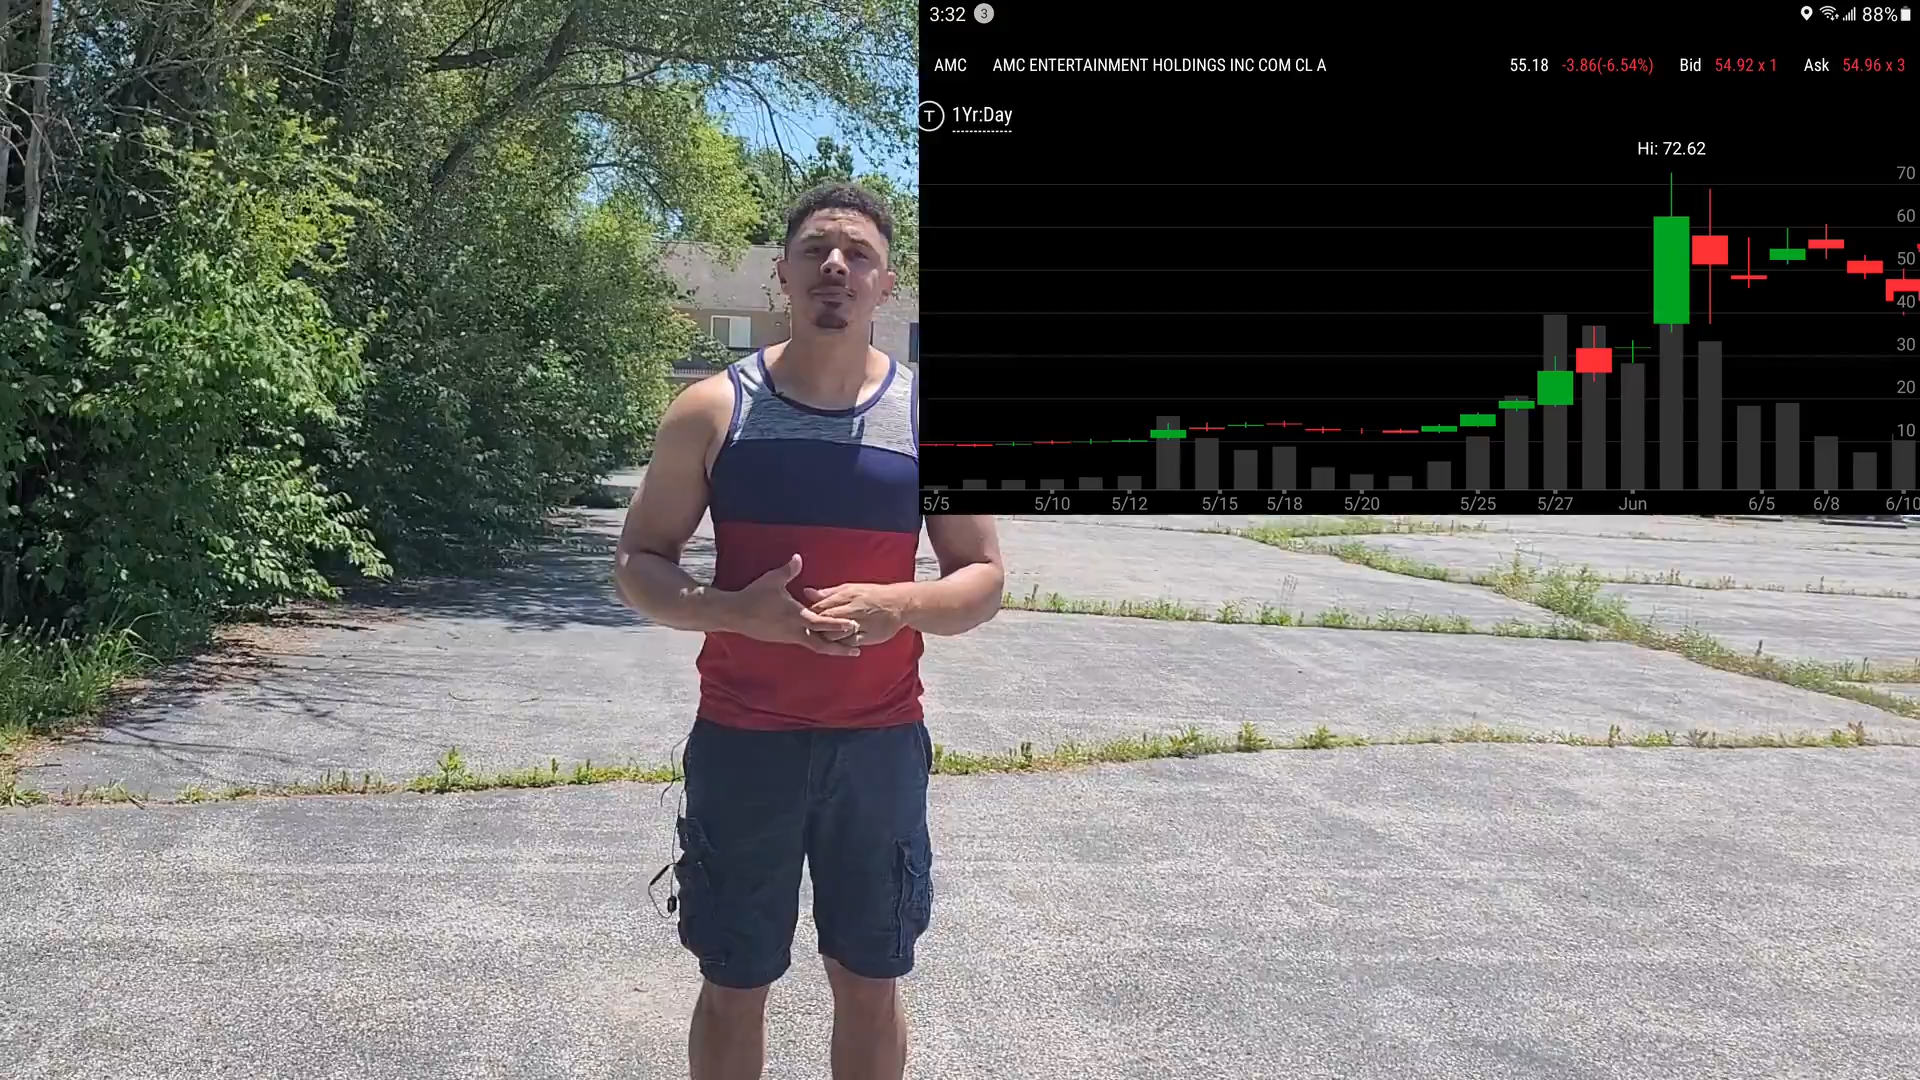 3:32 3 88%
AMC AMC ENTERTAINMENT HOLDINGS INC COM CL A 55.18 -3.86(-6.54%) Bid 54.92 x 1 Ask 54.96 x 3
T 1Yr:Day
Hi: 72.62
70
60
50
40
30
20
10
5/5 5/10 5/12 5/15 5/18 5/20 5/25 5/27 Jun 6/5 6/8 6/10